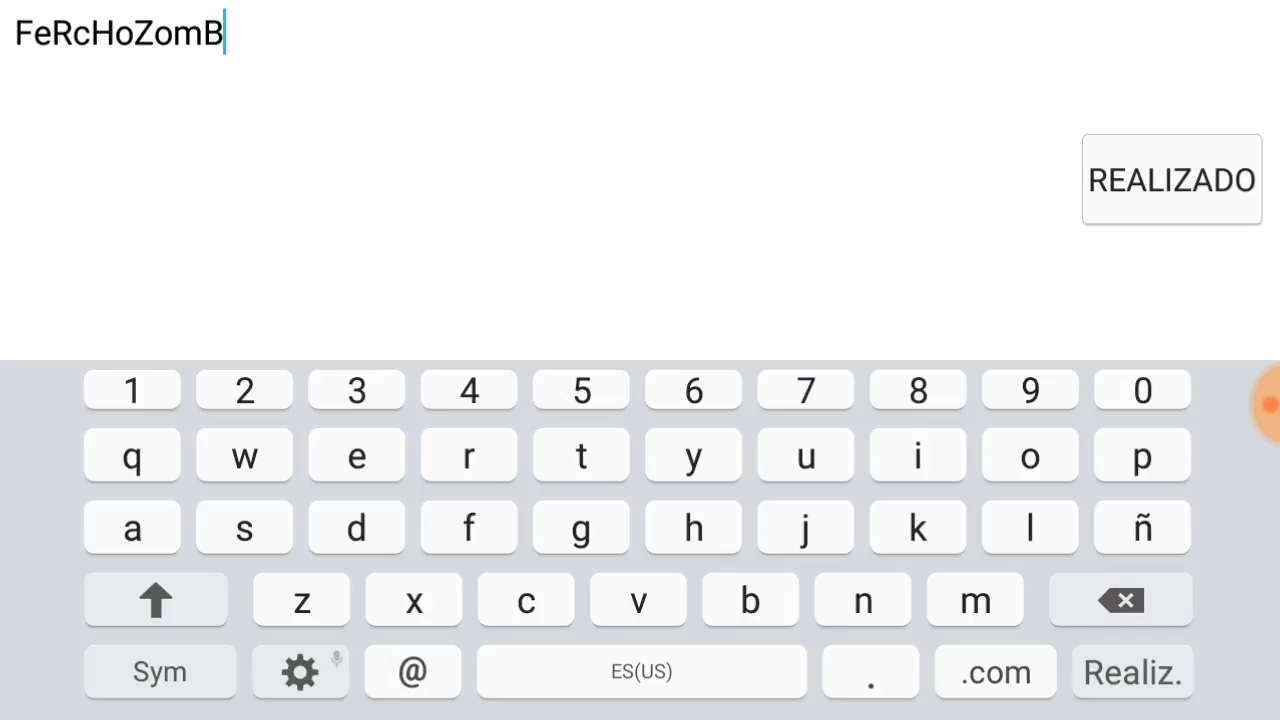 FeRcHoZomB
REALIZADO
1 2 3 4 5 6 7 8 9 0
q w e r t y u i o p
a s d f g h j k l ñ
z x c v b n m
Sym @ ES(US) . .com Realiz.